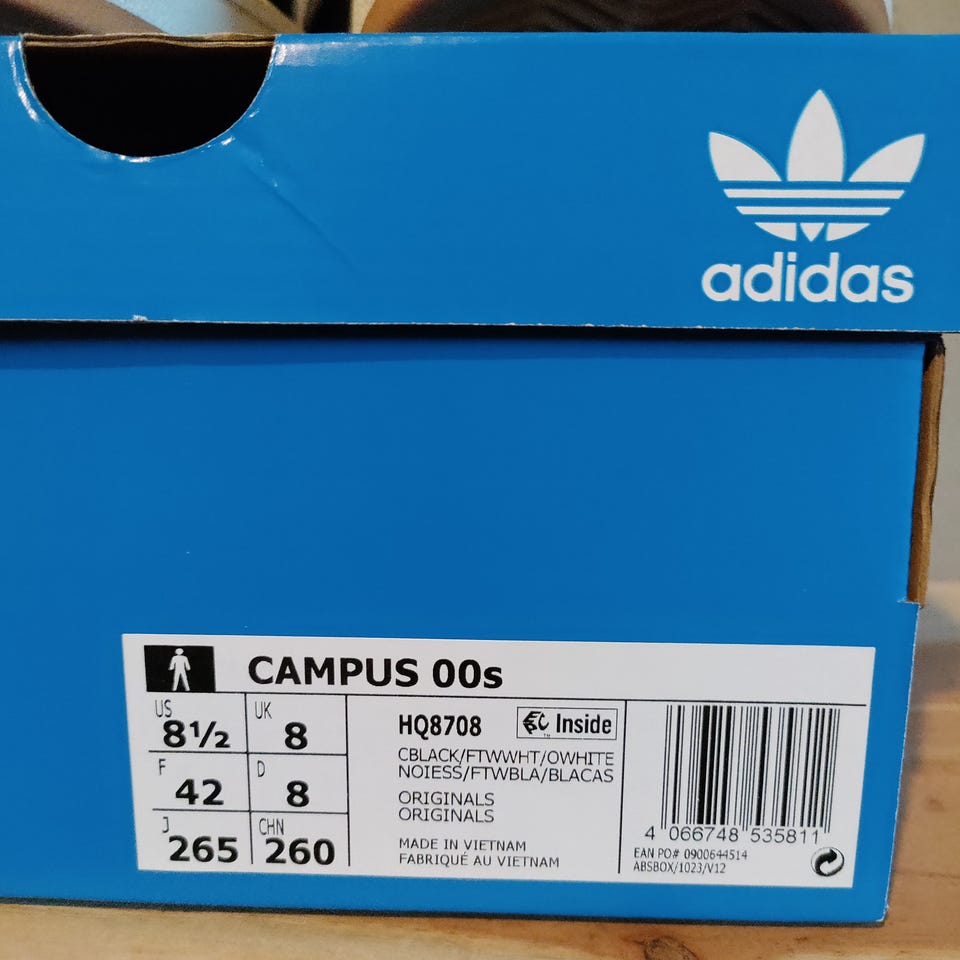 adidas
CAMPUS 00s
US
8½
UK
8
F
42
D
8
J
265
CHN
260
HQ8708
Inside
CBLACK/FTWWHT/OWHITE
NOIESS/FTWBLA/BLACAS
ORIGINALS
ORIGINALS
MADE IN VIETNAM
FABRIQUÉ AU VIETNAM
4 066748 535811
EAN PO# 0900644514
ABSBOX/1023/V12